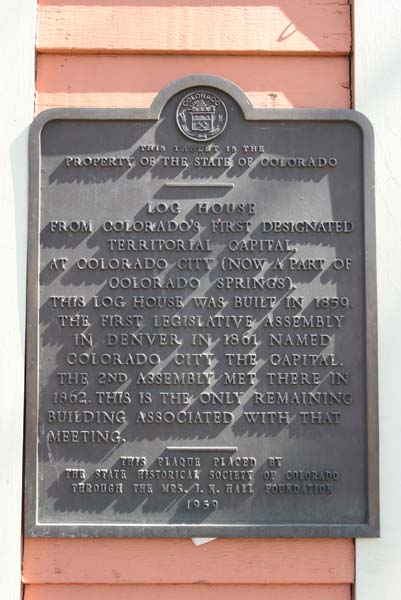 COLORADO
THIS TABLET IS THE
PROPERTY OF THE STATE OF COLORADO
LOG HOUSE
FROM COLORADO'S FIRST DESIGNATED
TERRITORIAL CAPITAL,
AT COLORADO CITY (NOW A PART OF
COLORADO SPRINGS).
THIS LOG HOUSE WAS BUILT IN 1859.
THE FIRST LEGISLATIVE ASSEMBLY
IN DENVER IN 1861 NAMED
COLORADO CITY THE CAPITAL.
THE 2ND ASSEMBLY MET THERE IN
1862. THIS IS THE ONLY REMAINING
BUILDING ASSOCIATED WITH THAT
MEETING.
THIS PLAQUE PLACED BY
THE STATE HISTORICAL SOCIETY OF COLORADO
THROUGH THE MRS. J. N. HALL FOUNDATION
1959